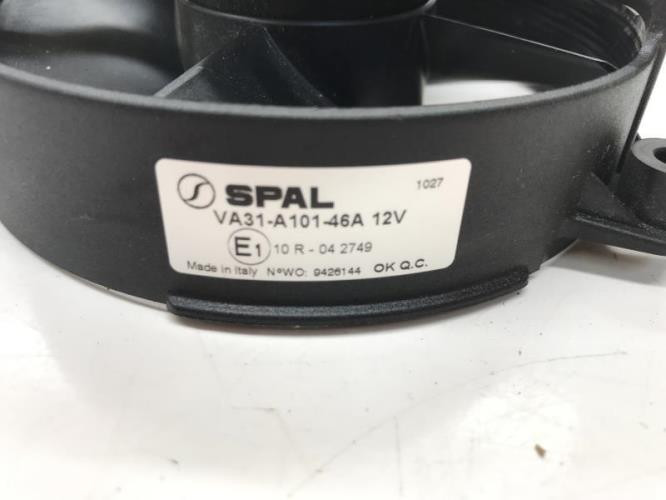 SPAL 1027
VA31-A101-46A 12V
E1 10 R - 04 2749
Made in Italy N°WO: 9426144 OK Q.C.